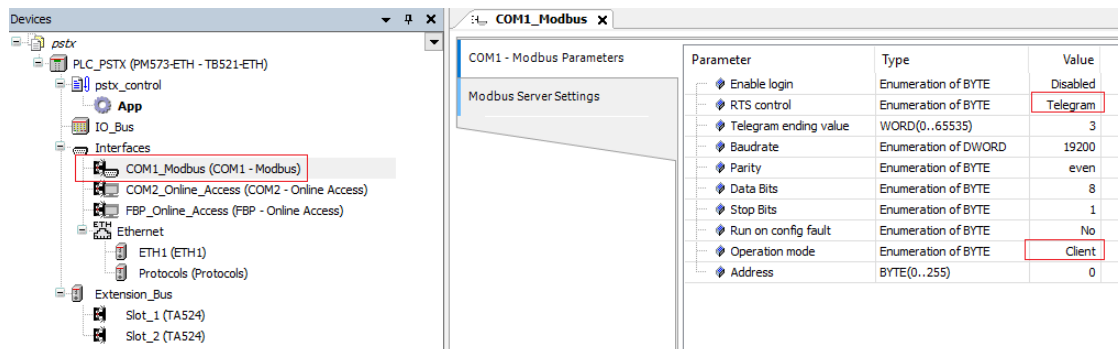 Devices
pstx
PLC_PSTX (PM573-ETH - TB521-ETH)
pstx_control
App
IO_Bus
Interfaces
COM1_Modbus (COM1 - Modbus)
COM2_Online_Access (COM2 - Online Access)
FBP_Online_Access (FBP - Online Access)
ETH Ethernet
ETH1 (ETH1)
Protocols (Protocols)
Extension_Bus
Slot_1 (TA524)
Slot_2 (TA524)
COM1_Modbus x
COM1 - Modbus Parameters
Modbus Server Settings
Parameter Type Value
Enable login Enumeration of BYTE Disabled
RTS control Enumeration of BYTE Telegram
Telegram ending value WORD(0..65535) 3
Baudrate Enumeration of DWORD 19200
Parity Enumeration of BYTE even
Data Bits Enumeration of BYTE 8
Stop Bits Enumeration of BYTE 1
Run on config fault Enumeration of BYTE No
Operation mode Enumeration of BYTE Client
Address BYTE(0..255) 0